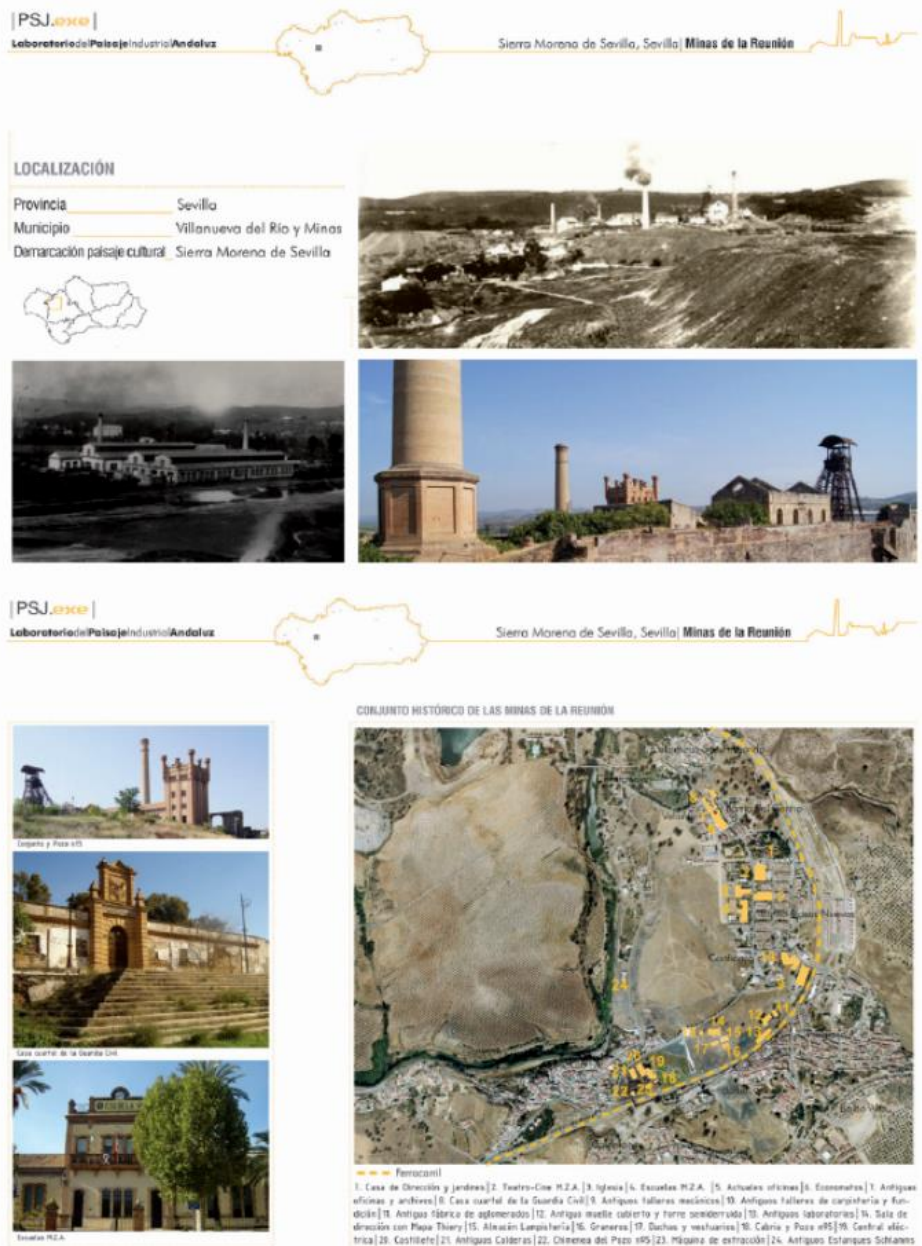 |PSJ.exe|
LaboratoriodelPaisajeIndustrialAndaluz
Sierra Morena de Sevilla, Sevilla| Minas de la Reunión
LOCALIZACIÓN
Provincia Sevilla
Municipio Villanueva del Río y Minas
Demarcación paisaje cultural Sierra Morena de Sevilla
|PSJ.exe|
LaboratoriodelPaisajeIndustrialAndaluz
Sierra Morena de Sevilla, Sevilla| Minas de la Reunión
CONJUNTO HISTÓRICO DE LAS MINAS DE LA REUNIÓN
Conjunto y Pozo nº5
Casa cuartel de la Guardia Civil
Escuelas M.Z.A.
Ferrocarril
1. Casa de Dirección y jardines| 2. Teatro-Cine M.Z.A.| 3. Iglesia| 4. Escuelas M.Z.A. |5. Actuales oficinas| 6. Economatos| 7. Antiguas
oficinas y archivos| 8. Casa cuartel de la Guardia Civil| 9. Antiguos talleres mecánicos| 10. Antiguos talleres de carpintería y fun-
dición| 11. Antigua fábrica de aglomerados| 12. Antiguo muelle cubierto y torre semiderruida| 13. Antiguos laboratorios| 14. Sala de
dirección con Mapa Thiery| 15. Almacén Lampistería| 16. Graneros| 17. Duchas y vestuarios| 18. Cabria y Pozo nº5| 19. Central eléc-
trica| 20. Castillete| 21. Antiguas Calderas| 22. Chimenea del Pozo nº5| 23. Máquina de extracción| 24. Antiguos Estanques Schlamms